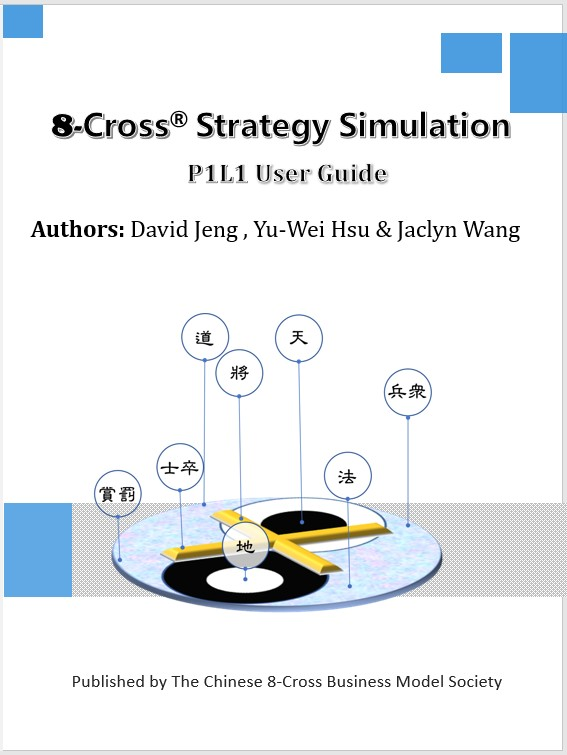 8-Cross® Strategy Simulation
P1L1 User Guide
Authors: David Jeng , Yu-Wei Hsu & Jaclyn Wang
道
天
將
兵衆
士卒
法
賞罰
地
Published by The Chinese 8-Cross Business Model Society